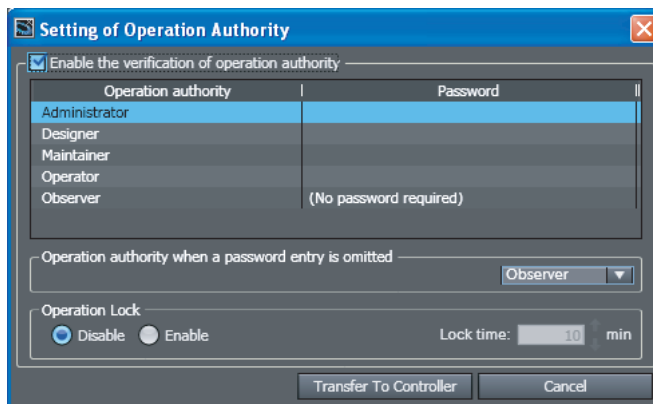 Setting of Operation Authority
Enable the verification of operation authority
Operation authority Password
Administrator
Designer
Maintainer
Operator
Observer (No password required)
Operation authority when a password entry is omitted
Observer
Operation Lock
Disable Enable Lock time: 10 min
Transfer To Controller Cancel